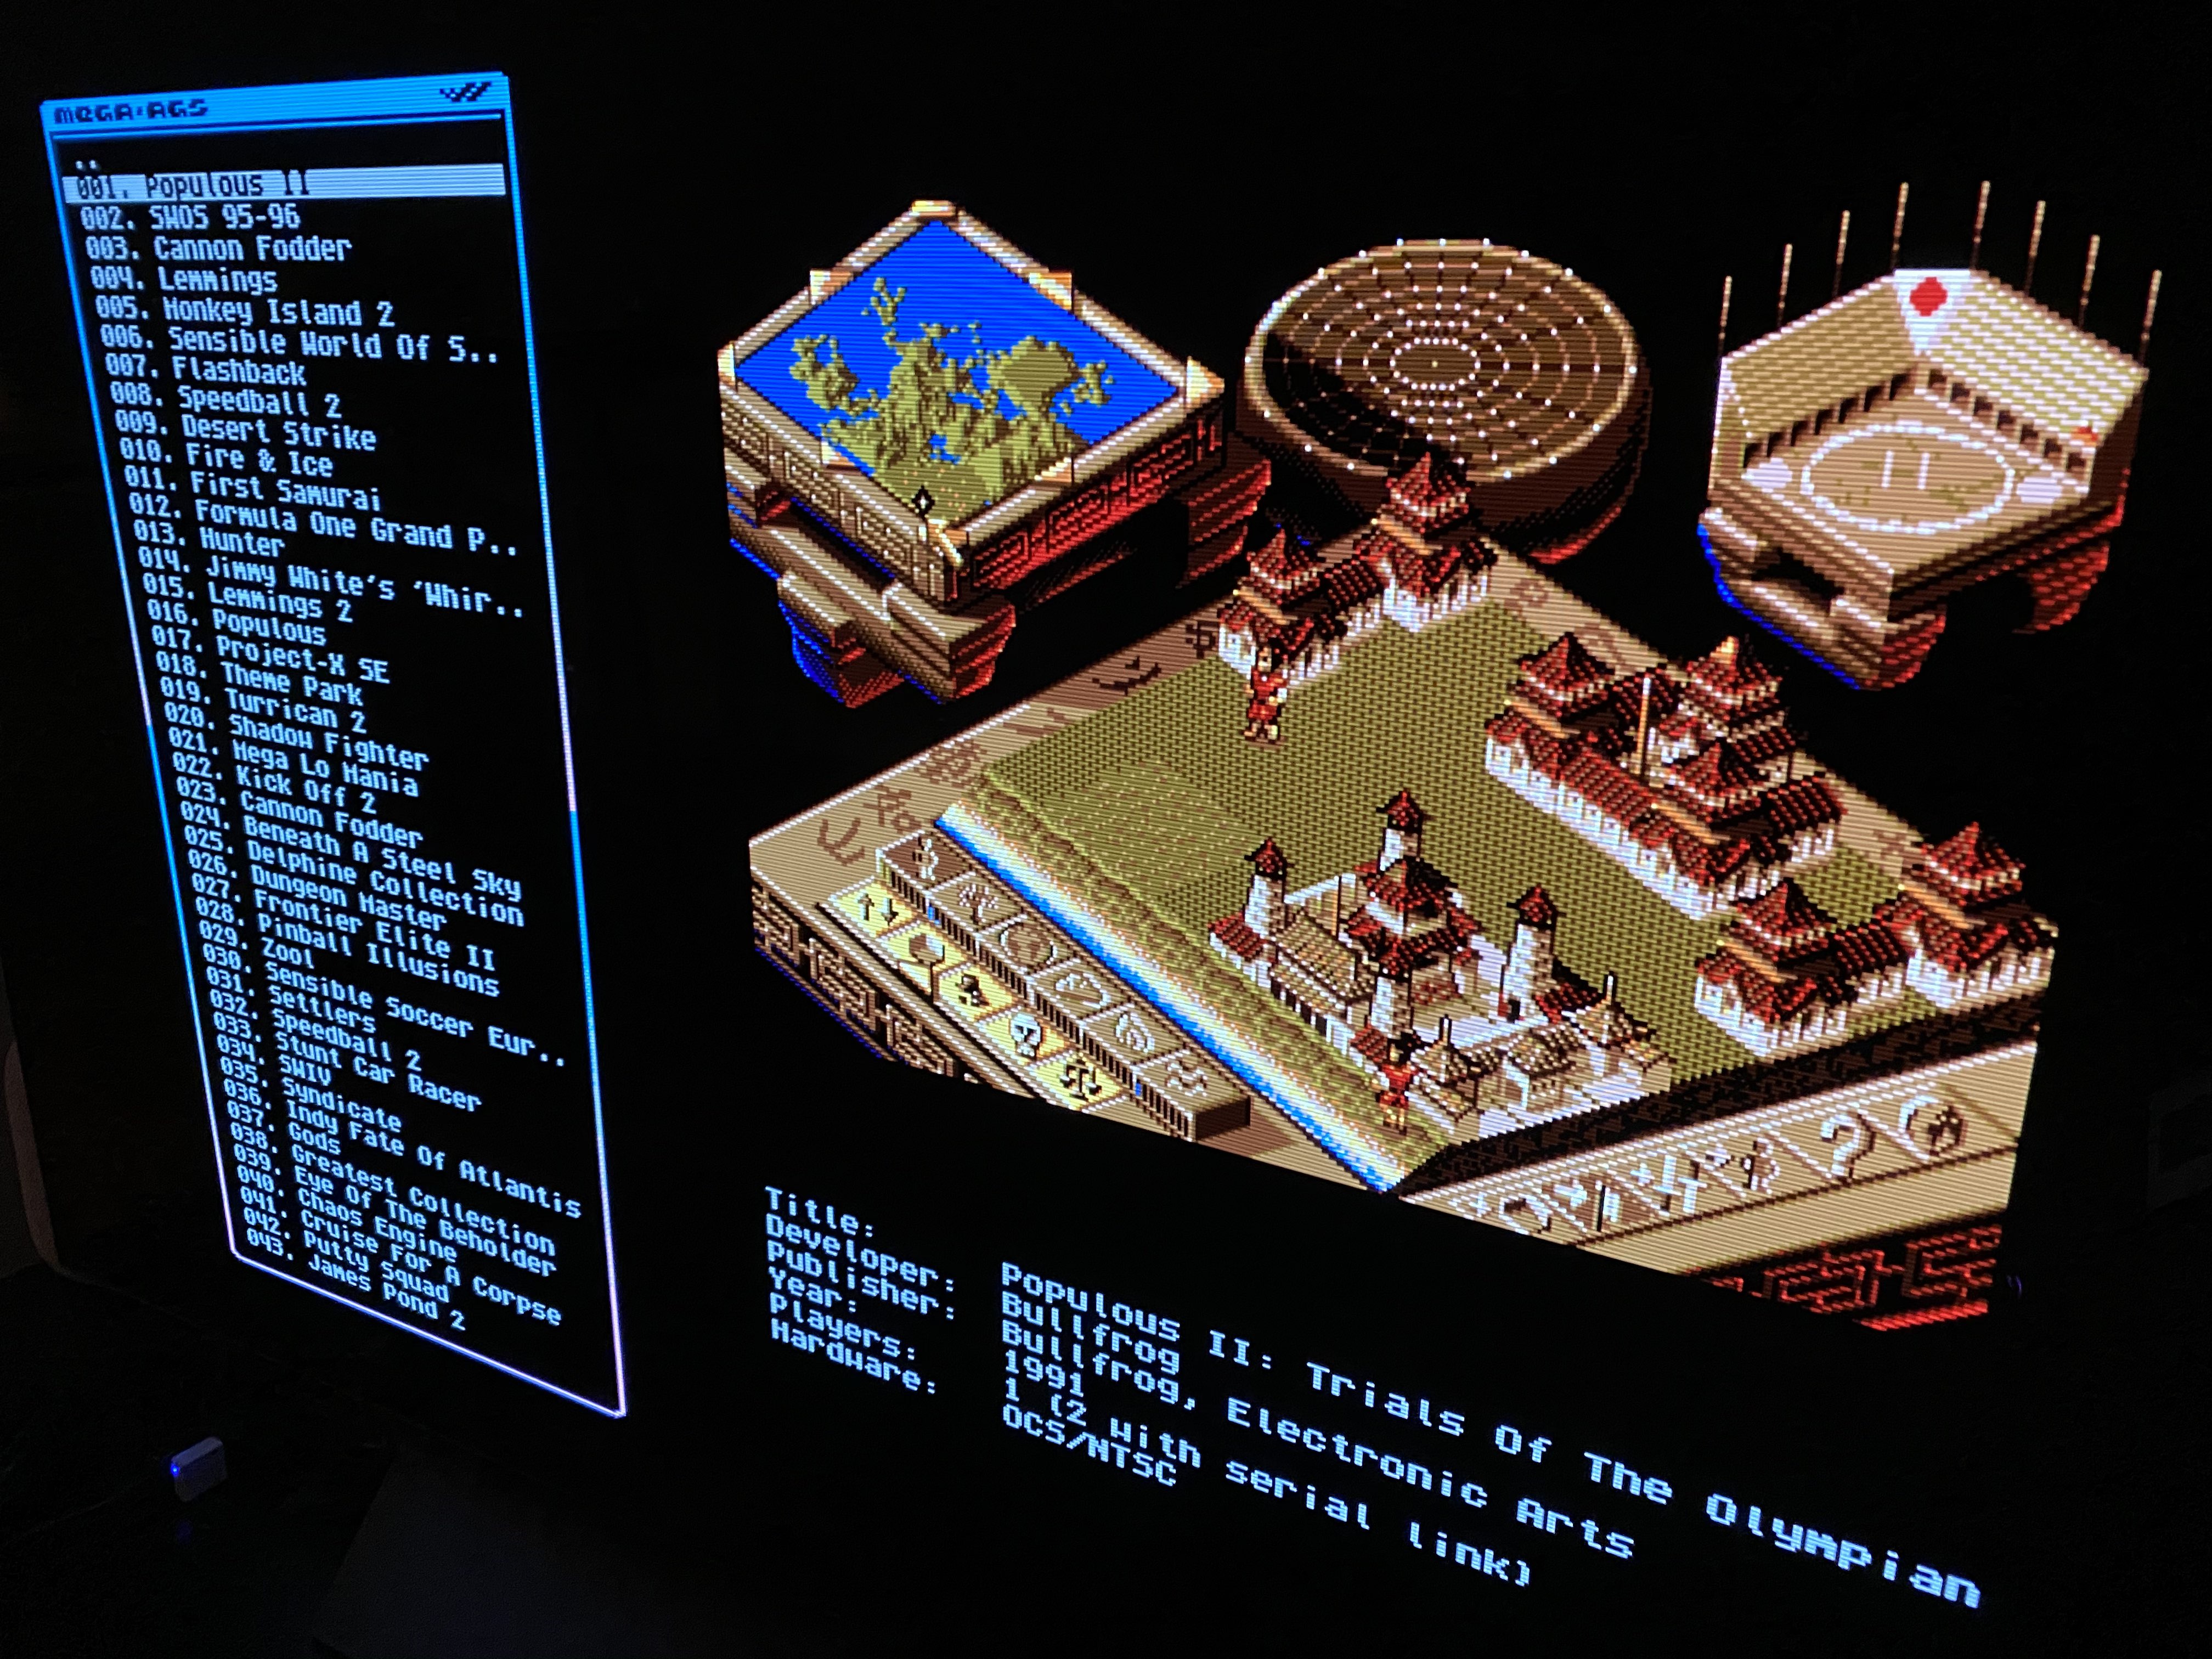 MEGA-AGS
..
001. Populous II
002. SWOS 95-96
003. Cannon Fodder
004. Lemmings
005. Monkey Island 2
006. Sensible World Of S..
007. Flashback
008. Speedball 2
009. Desert Strike
010. Fire & Ice
011. First Samurai
012. Formula One Grand P..
013. Hunter
014. Jimmy White's 'Whir..
015. Lemmings 2
016. Populous
017. Project-X SE
018. Theme Park
019. Turrican 2
020. Shadow Fighter
021. Mega Lo Mania
022. Kick Off 2
023. Cannon Fodder
024. Beneath A Steel Sky
025. Delphine Collection
026. Dungeon Master
027. Frontier Elite II
028. Pinball Illusions
029. Zool
030. Sensible Soccer Eur..
031. Settlers
032. Speedball 2
033. Stunt Car Racer
034. SWIV
035. Syndicate
036. Indy Fate Of Atlantis
037. Gods
038. Greatest Collection
039. Eye Of The Beholder
040. Chaos Engine
041. Cruise For A Corpse
042. Putty Squad
043. James Pond 2
Title: Populous II: Trials Of The Olympian
Developer: Bullfrog
Publisher: Bullfrog, Electronic Arts
Year: 1991
Players: 1 (2 with serial link)
Hardware: OCS/NTSC